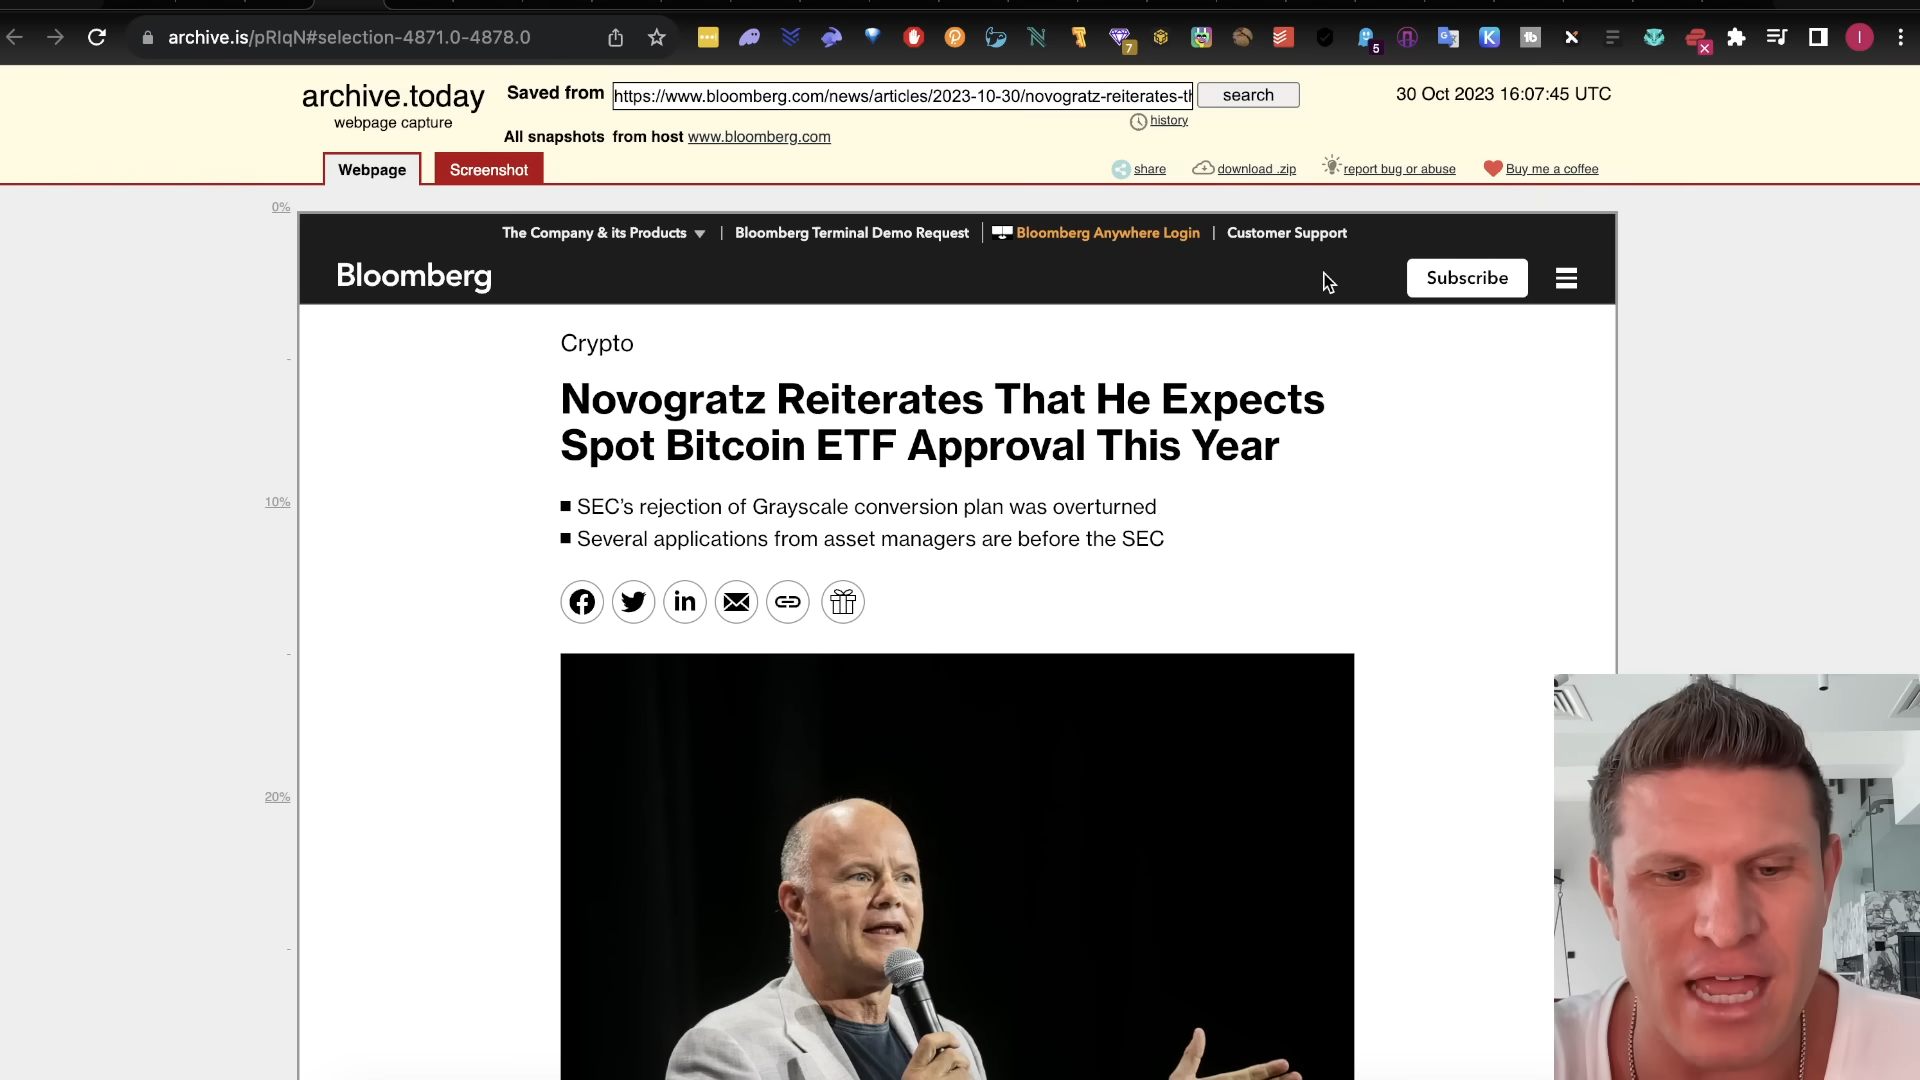 archive.is/pRIqN#selection-4871.0-4878.0
7
5
K
tb
I
archive.today
webpage capture
Saved from
https://www.bloomberg.com/news/articles/2023-10-30/novogratz-reiterates-th
search
30 Oct 2023 16:07:45 UTC
history
All snapshots from host www.bloomberg.com
Webpage
Screenshot
share
download .zip
report bug or abuse
Buy me a coffee
0%
The Company & its Products
Bloomberg Terminal Demo Request
Bloomberg Anywhere Login
Customer Support
Bloomberg
Subscribe
Crypto
Novogratz Reiterates That He Expects
Spot Bitcoin ETF Approval This Year
10%
SEC's rejection of Grayscale conversion plan was overturned
Several applications from asset managers are before the SEC
in
20%